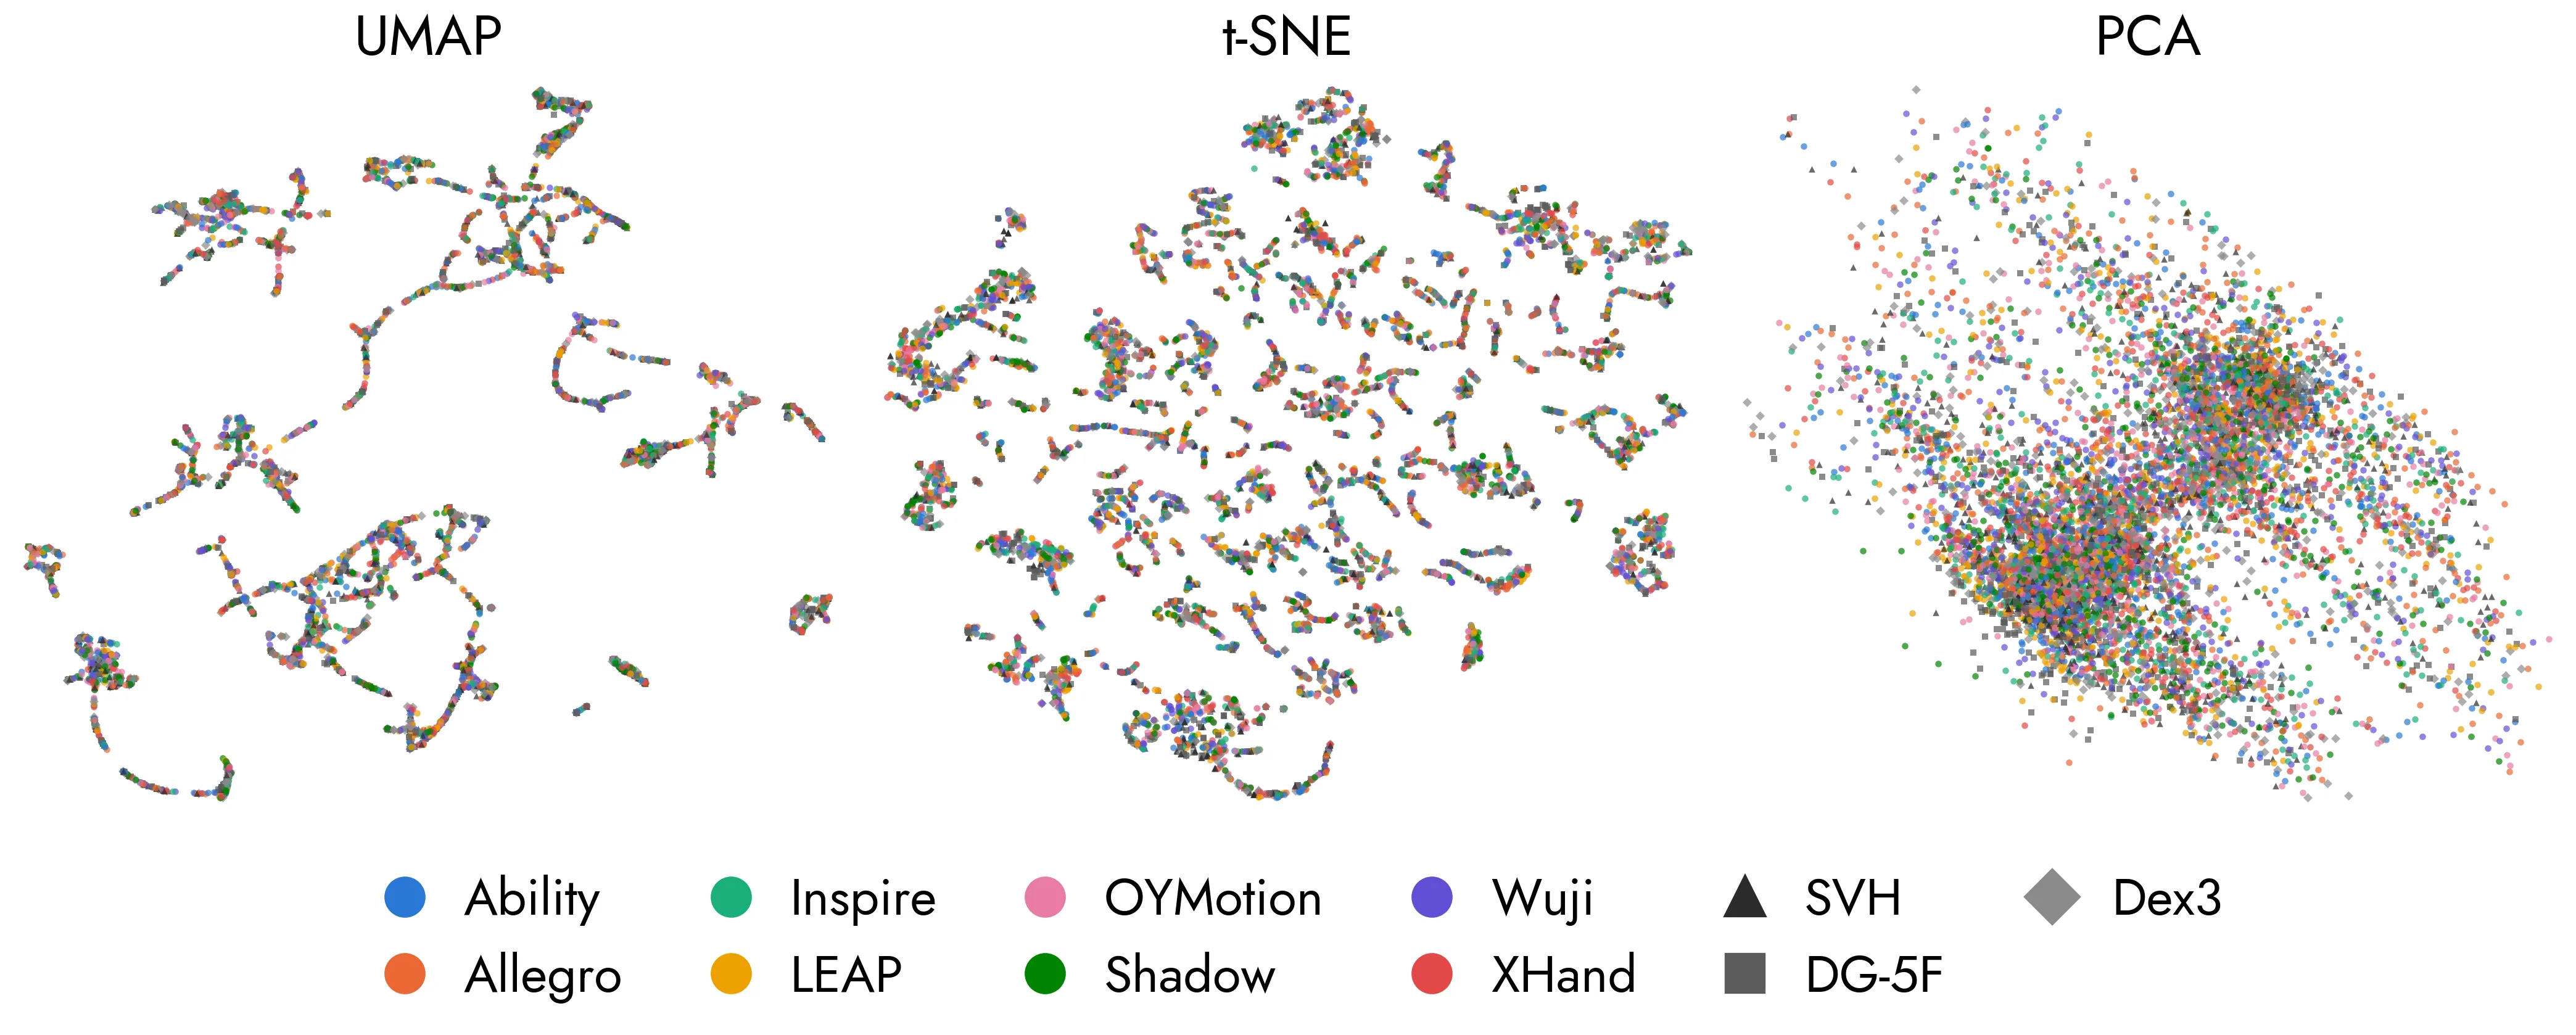 UMAP t-SNE PCA
Ability Inspire OYMotion Wuji SVH Dex3
Allegro LEAP Shadow XHand DG-5F